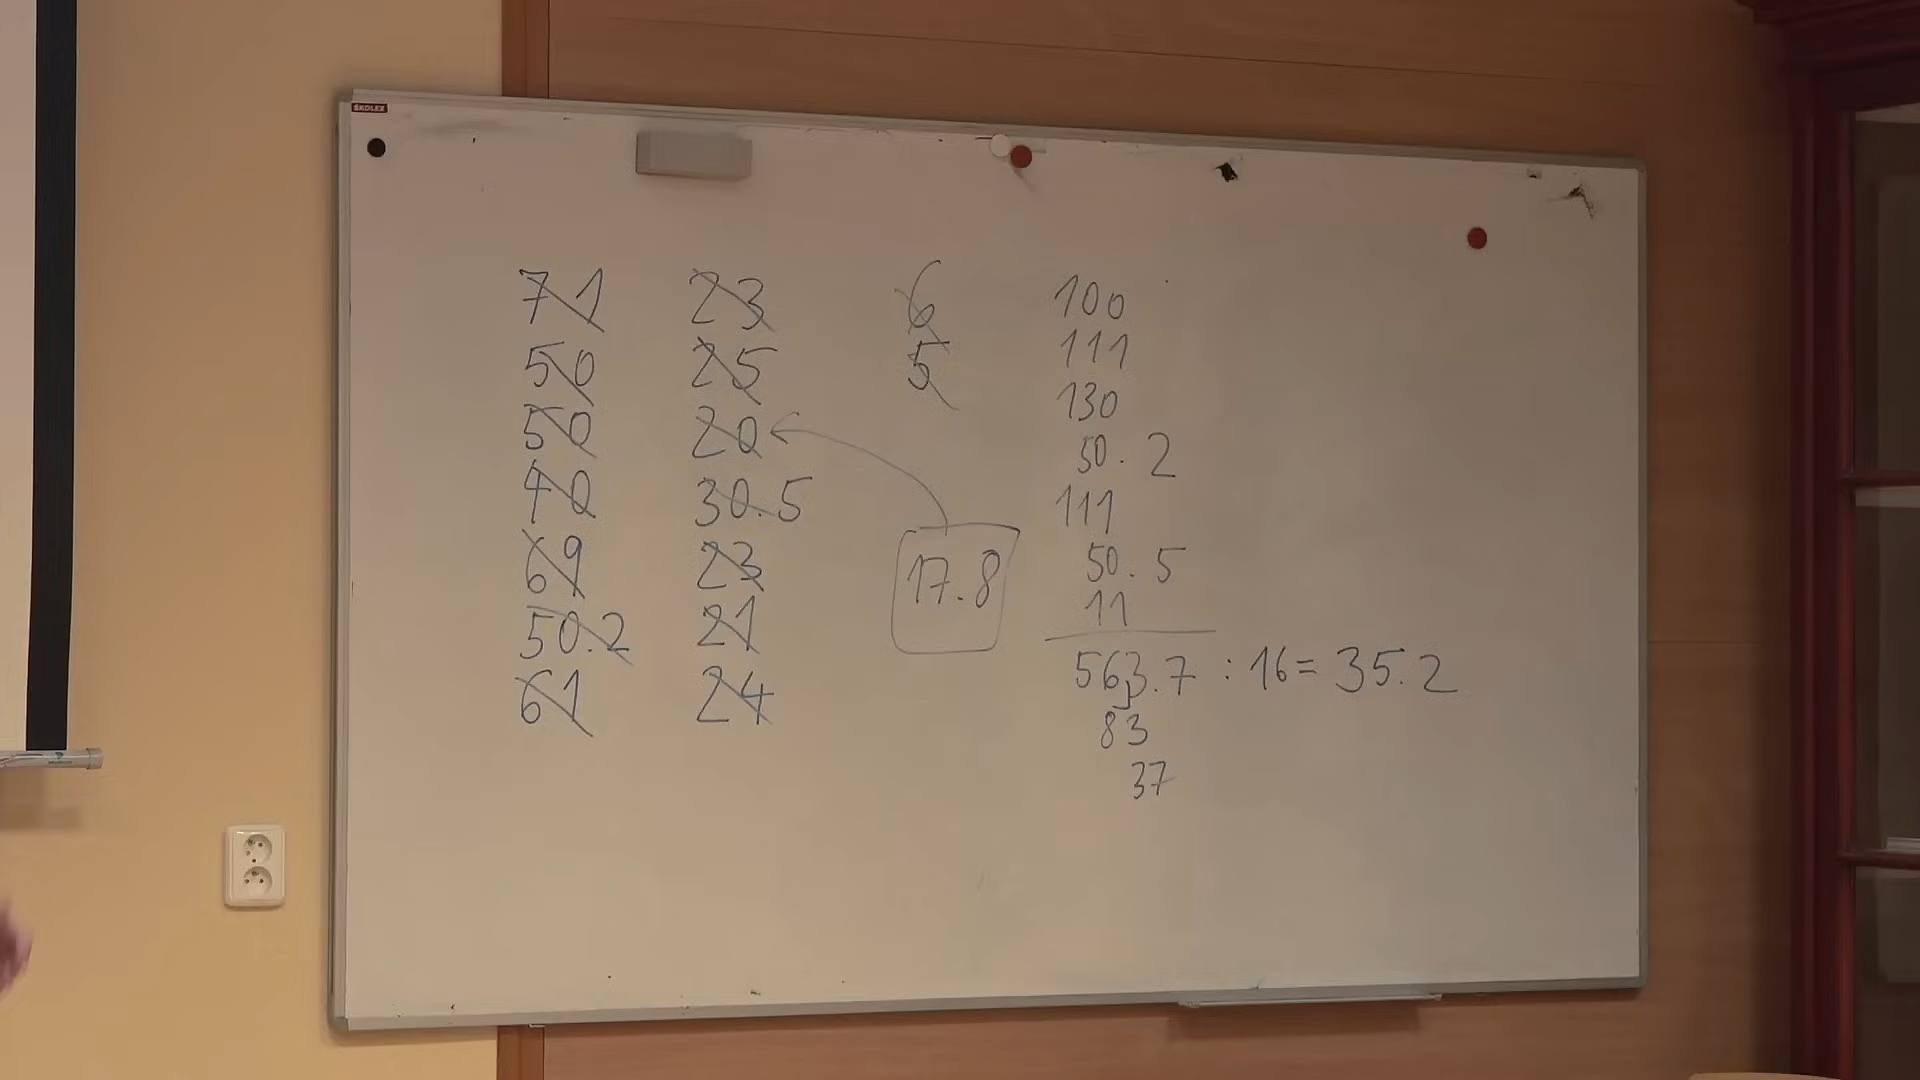 SKOLEX
71 23 6 100
50 25 5 111
50 20 130
40 30.5 50.2
69 23 17.8 111
50.2 21 50.5
61 24 11
563.7 : 16 = 35.2
83
37